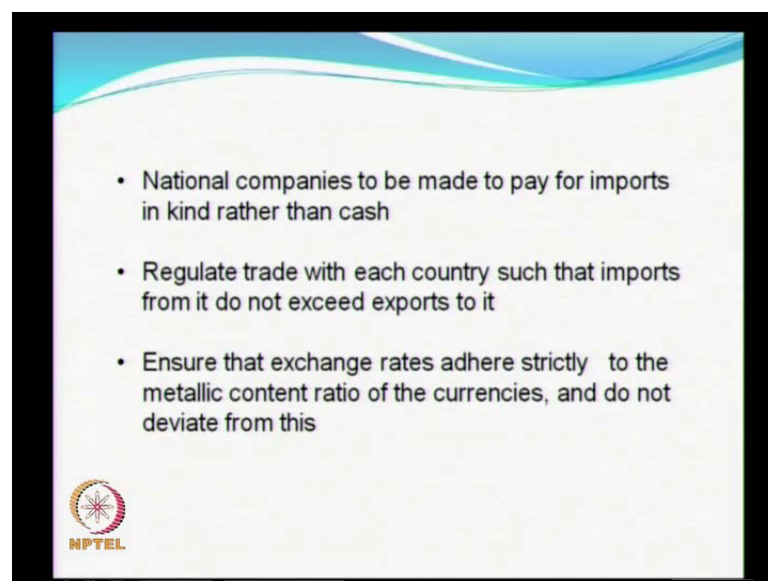 • National companies to be made to pay for imports
in kind rather than cash
• Regulate trade with each country such that imports
from it do not exceed exports to it
• Ensure that exchange rates adhere strictly to the
metallic content ratio of the currencies, and do not
deviate from this
NPTEL